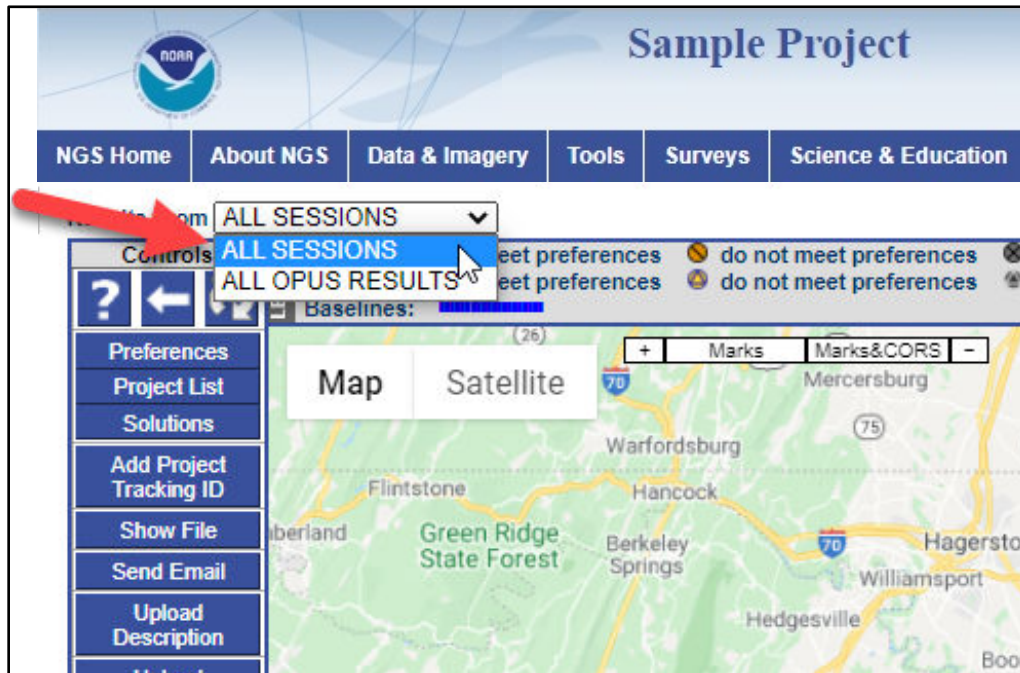 NOAA
Sample Project
NGS Home About NGS Data & Imagery Tools Surveys Science & Education
ALL SESSIONS
Controls ALL SESSIONS eet preferences do not meet preferences
ALL OPUS RESULTS eet preferences do not meet preferences
? Baselines:
Preferences
Project List
Solutions
Add Project
Tracking ID
Show File
Send Email
Upload
Description
Map Satellite
+ Marks Marks&CORS -
26
70
Mercersburg
75
Warfordsburg
Flintstone
Hancock
berland
Green Ridge
State Forest
Berkeley
Springs
70
Hagersto
Williamsport
Hedgesville
Boo